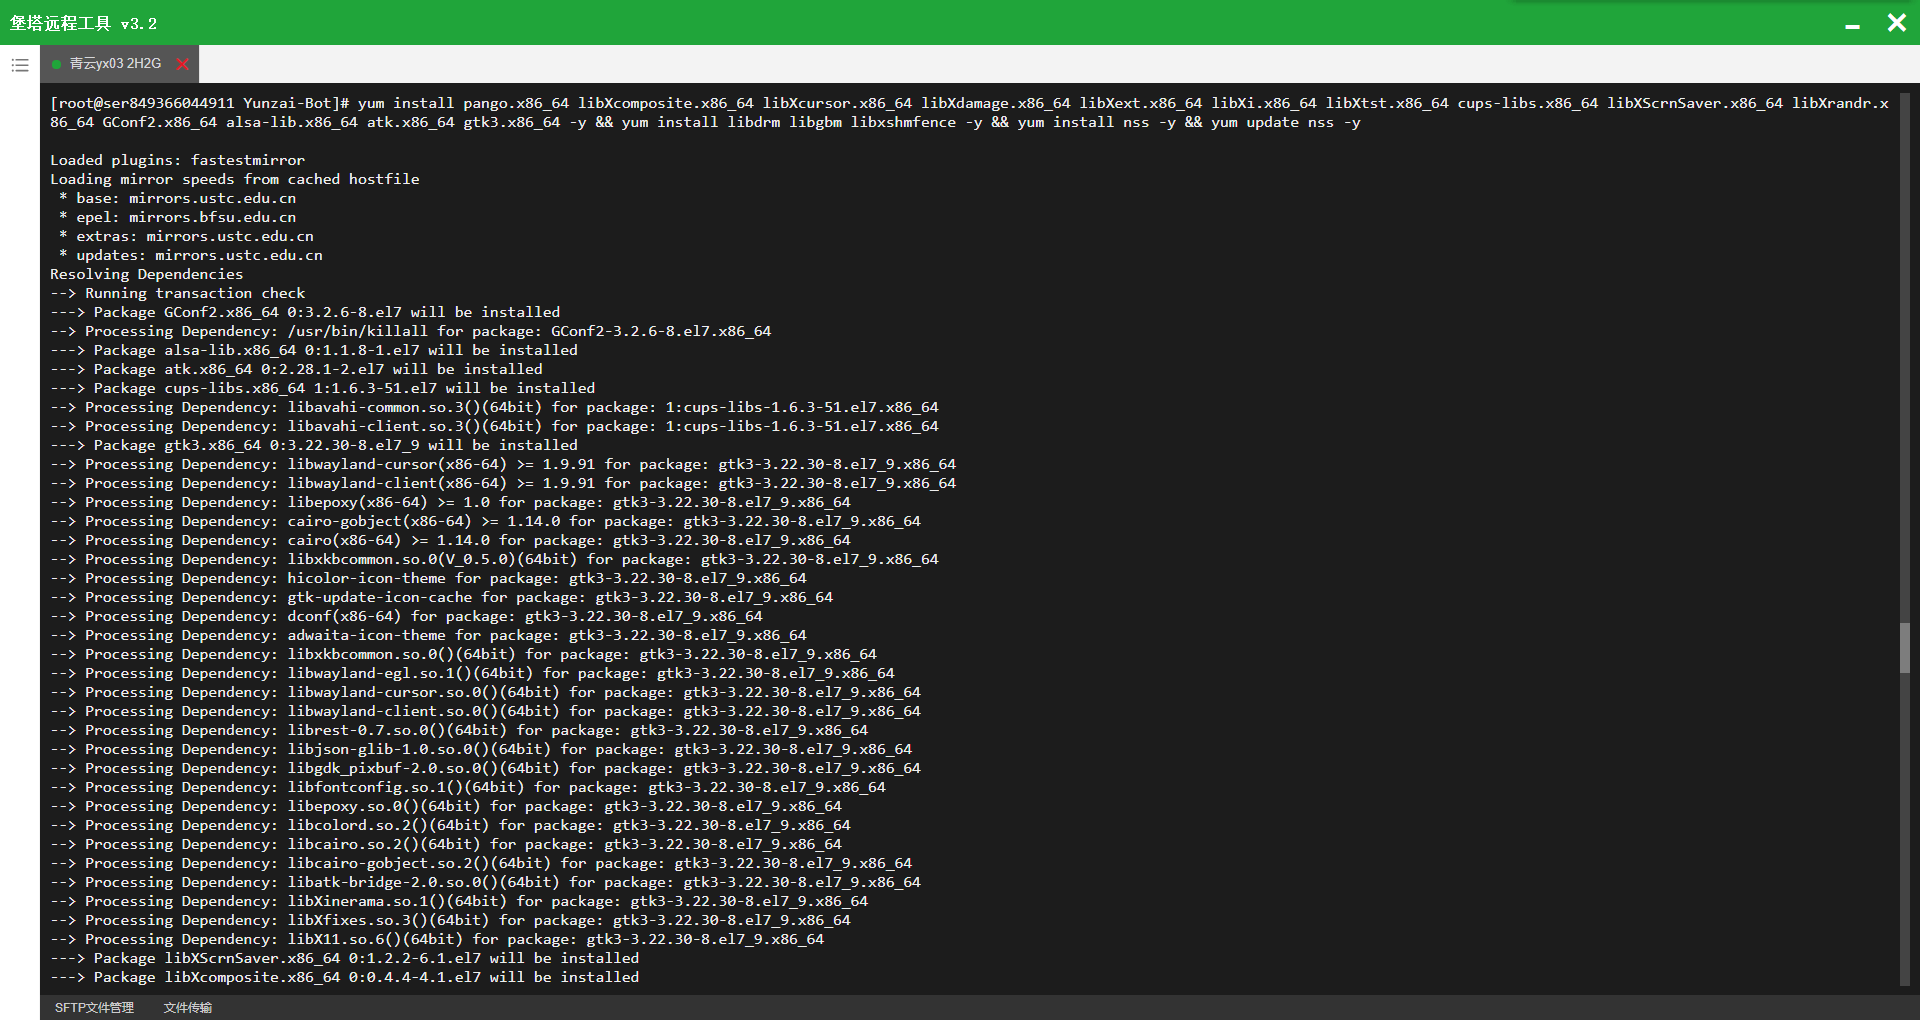 堡塔远程工具 v3.2
青云yx03 2H2G
[root@ser849366044911 Yunzai-Bot]# yum install pango.x86_64 libXcomposite.x86_64 libXcursor.x86_64 libXdamage.x86_64 libXext.x86_64 libXi.x86_64 libXtst.x86_64 cups-libs.x86_64 libXScrnSaver.x86_64 libXrandr.x
86_64 GConf2.x86_64 alsa-lib.x86_64 atk.x86_64 gtk3.x86_64 -y && yum install libdrm libgbm libxshmfence -y && yum install nss -y && yum update nss -y
Loaded plugins: fastestmirror
Loading mirror speeds from cached hostfile
* base: mirrors.ustc.edu.cn
* epel: mirrors.bfsu.edu.cn
* extras: mirrors.ustc.edu.cn
* updates: mirrors.ustc.edu.cn
Resolving Dependencies
--> Running transaction check
---> Package GConf2.x86_64 0:3.2.6-8.el7 will be installed
--> Processing Dependency: /usr/bin/killall for package: GConf2-3.2.6-8.el7.x86_64
---> Package alsa-lib.x86_64 0:1.1.8-1.el7 will be installed
---> Package atk.x86_64 0:2.28.1-2.el7 will be installed
---> Package cups-libs.x86_64 1:1.6.3-51.el7 will be installed
--> Processing Dependency: libavahi-common.so.3()(64bit) for package: 1:cups-libs-1.6.3-51.el7.x86_64
--> Processing Dependency: libavahi-client.so.3()(64bit) for package: 1:cups-libs-1.6.3-51.el7.x86_64
---> Package gtk3.x86_64 0:3.22.30-8.el7_9 will be installed
--> Processing Dependency: libwayland-cursor(x86-64) >= 1.9.91 for package: gtk3-3.22.30-8.el7_9.x86_64
--> Processing Dependency: libwayland-client(x86-64) >= 1.9.91 for package: gtk3-3.22.30-8.el7_9.x86_64
--> Processing Dependency: libepoxy(x86-64) >= 1.0 for package: gtk3-3.22.30-8.el7_9.x86_64
--> Processing Dependency: cairo-gobject(x86-64) >= 1.14.0 for package: gtk3-3.22.30-8.el7_9.x86_64
--> Processing Dependency: cairo(x86-64) >= 1.14.0 for package: gtk3-3.22.30-8.el7_9.x86_64
--> Processing Dependency: libxkbcommon.so.0(V_0.5.0)(64bit) for package: gtk3-3.22.30-8.el7_9.x86_64
--> Processing Dependency: hicolor-icon-theme for package: gtk3-3.22.30-8.el7_9.x86_64
--> Processing Dependency: gtk-update-icon-cache for package: gtk3-3.22.30-8.el7_9.x86_64
--> Processing Dependency: dconf(x86-64) for package: gtk3-3.22.30-8.el7_9.x86_64
--> Processing Dependency: adwaita-icon-theme for package: gtk3-3.22.30-8.el7_9.x86_64
--> Processing Dependency: libxkbcommon.so.0()(64bit) for package: gtk3-3.22.30-8.el7_9.x86_64
--> Processing Dependency: libwayland-egl.so.1()(64bit) for package: gtk3-3.22.30-8.el7_9.x86_64
--> Processing Dependency: libwayland-cursor.so.0()(64bit) for package: gtk3-3.22.30-8.el7_9.x86_64
--> Processing Dependency: libwayland-client.so.0()(64bit) for package: gtk3-3.22.30-8.el7_9.x86_64
--> Processing Dependency: librest-0.7.so.0()(64bit) for package: gtk3-3.22.30-8.el7_9.x86_64
--> Processing Dependency: libjson-glib-1.0.so.0()(64bit) for package: gtk3-3.22.30-8.el7_9.x86_64
--> Processing Dependency: libgdk_pixbuf-2.0.so.0()(64bit) for package: gtk3-3.22.30-8.el7_9.x86_64
--> Processing Dependency: libfontconfig.so.1()(64bit) for package: gtk3-3.22.30-8.el7_9.x86_64
--> Processing Dependency: libepoxy.so.0()(64bit) for package: gtk3-3.22.30-8.el7_9.x86_64
--> Processing Dependency: libcolord.so.2()(64bit) for package: gtk3-3.22.30-8.el7_9.x86_64
--> Processing Dependency: libcairo.so.2()(64bit) for package: gtk3-3.22.30-8.el7_9.x86_64
--> Processing Dependency: libcairo-gobject.so.2()(64bit) for package: gtk3-3.22.30-8.el7_9.x86_64
--> Processing Dependency: libatk-bridge-2.0.so.0()(64bit) for package: gtk3-3.22.30-8.el7_9.x86_64
--> Processing Dependency: libXinerama.so.1()(64bit) for package: gtk3-3.22.30-8.el7_9.x86_64
--> Processing Dependency: libXfixes.so.3()(64bit) for package: gtk3-3.22.30-8.el7_9.x86_64
--> Processing Dependency: libX11.so.6()(64bit) for package: gtk3-3.22.30-8.el7_9.x86_64
---> Package libXScrnSaver.x86_64 0:1.2.2-6.1.el7 will be installed
---> Package libXcomposite.x86_64 0:0.4.4-4.1.el7 will be installed
SFTP文件管理 文件传输